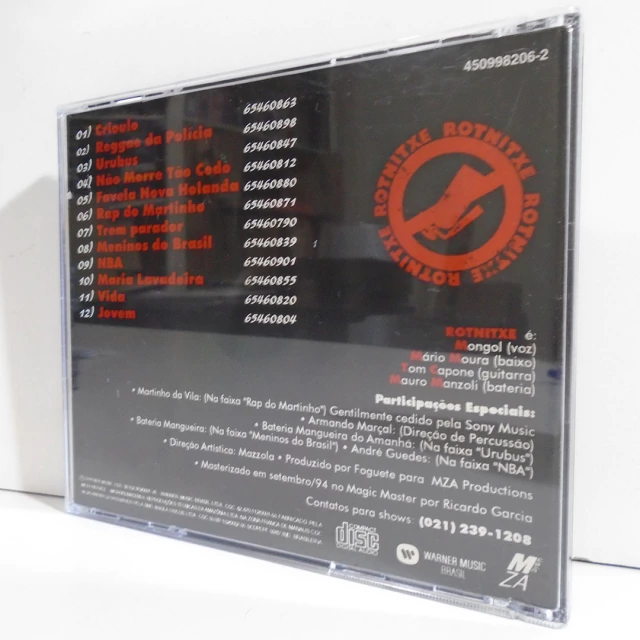 450998206-2
01) Crioulo 65460863
02) Reggae da Polícia 65460898
03) Urubus 65460847
04) Não Morre Tão Cedo 65460812
05) Favela Nova Holanda 65460880
06) Rap do Martinho 65460871
07) Trem parador 65460790
08) Meninos do Brasil 65460839
09) NBA 65460901
10) Maria Lavadeira 65460855
11) Vida 65460820
12) Jovem 65460804
ROTNITXE ROTNITXE ROTNITXE ROTNITXE
ROTNITXE é:
Mongol (voz)
Mário Moura (baixo)
Tom Capone (guitarra)
Mauro Manzoli (bateria)
Participações Especiais:
• Martinho da Vila: (Na faixa "Rap do Martinho") Gentilmente cedido pela Sony Music
• Armando Marçal: (Direção de Percussão)
• Bateria Mangueira do Amanhã: (Na faixa "Urubus")
Bateria Mangueira: (Na faixa "Meninos do Brasil") • André Guedes: (Na faixa "NBA")
• Direção Artística: Mazzola • Produzido por Foguete para MZA Productions
• Masterizado em setembro/94 no Magic Master por Ricardo Garcia
Contatos para shows: (021) 239-1208
COMPACT
disc
DIGITAL AUDIO
WARNER MUSIC
BRASIL
M
ZA